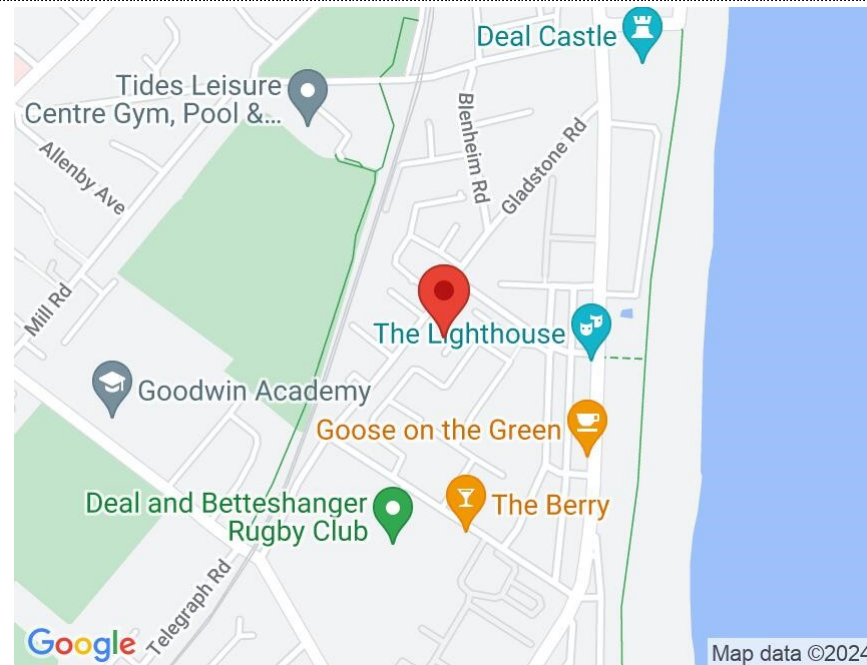 Deal Castle
Tides Leisure
Centre Gym, Pool &...
Blenheim Rd
Gladstone Rd
Allenby Ave
Mill Rd
The Lighthouse
Goodwin Academy
Goose on the Green
Deal and Betteshanger
Rugby Club
The Berry
Telegraph Rd
Google
Map data ©2024